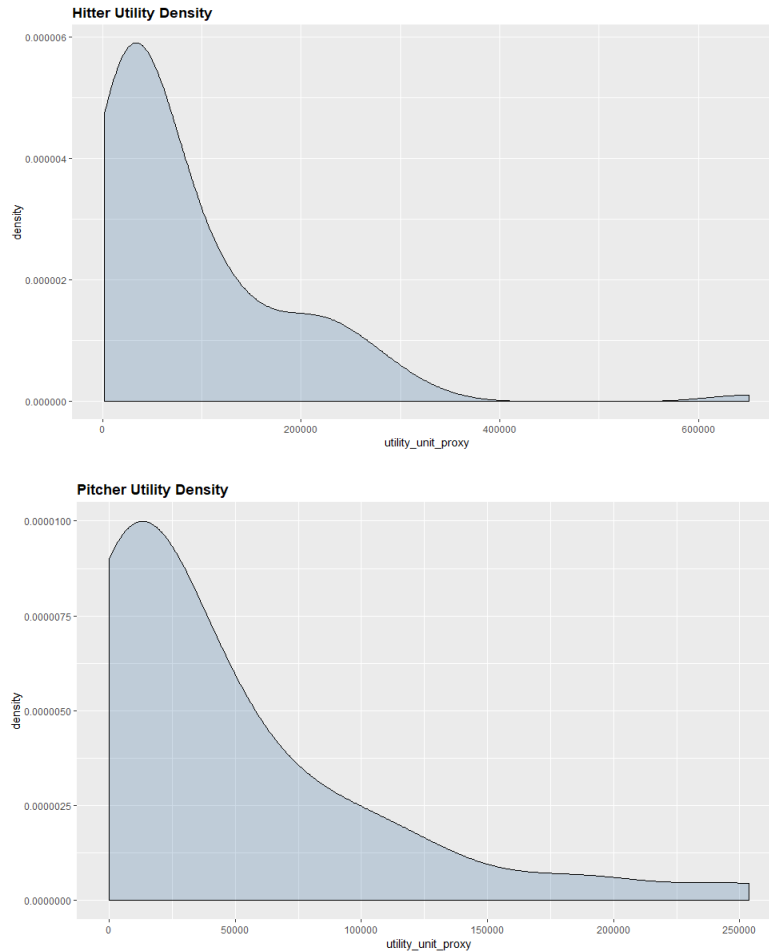 Hitter Utility Density
0.000006
0.000004
density
0.000002
0.000000
0 200000 400000 600000
utility_unit_proxy
Pitcher Utility Density
0.0000100
0.0000075
density
0.0000050
0.0000025
0.0000000
0 50000 100000 150000 200000 250000
utility_unit_proxy